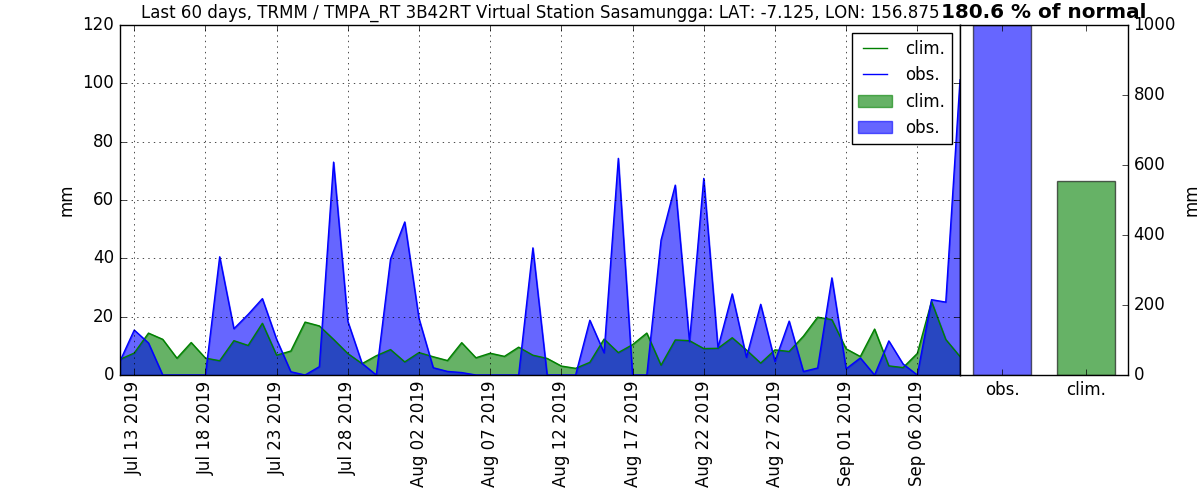 Last 60 days, TRMM / TMPA_RT 3B42RT Virtual Station Sasamungga: LAT: -7.125, LON: 156.875
180.6 % of normal
120
100
80
60
40
20
0
mm
clim.
obs.
clim.
obs.
1000
800
600
400
200
0
mm
obs.
clim.
Jul 13 2019
Jul 18 2019
Jul 23 2019
Jul 28 2019
Aug 02 2019
Aug 07 2019
Aug 12 2019
Aug 17 2019
Aug 22 2019
Aug 27 2019
Sep 01 2019
Sep 06 2019